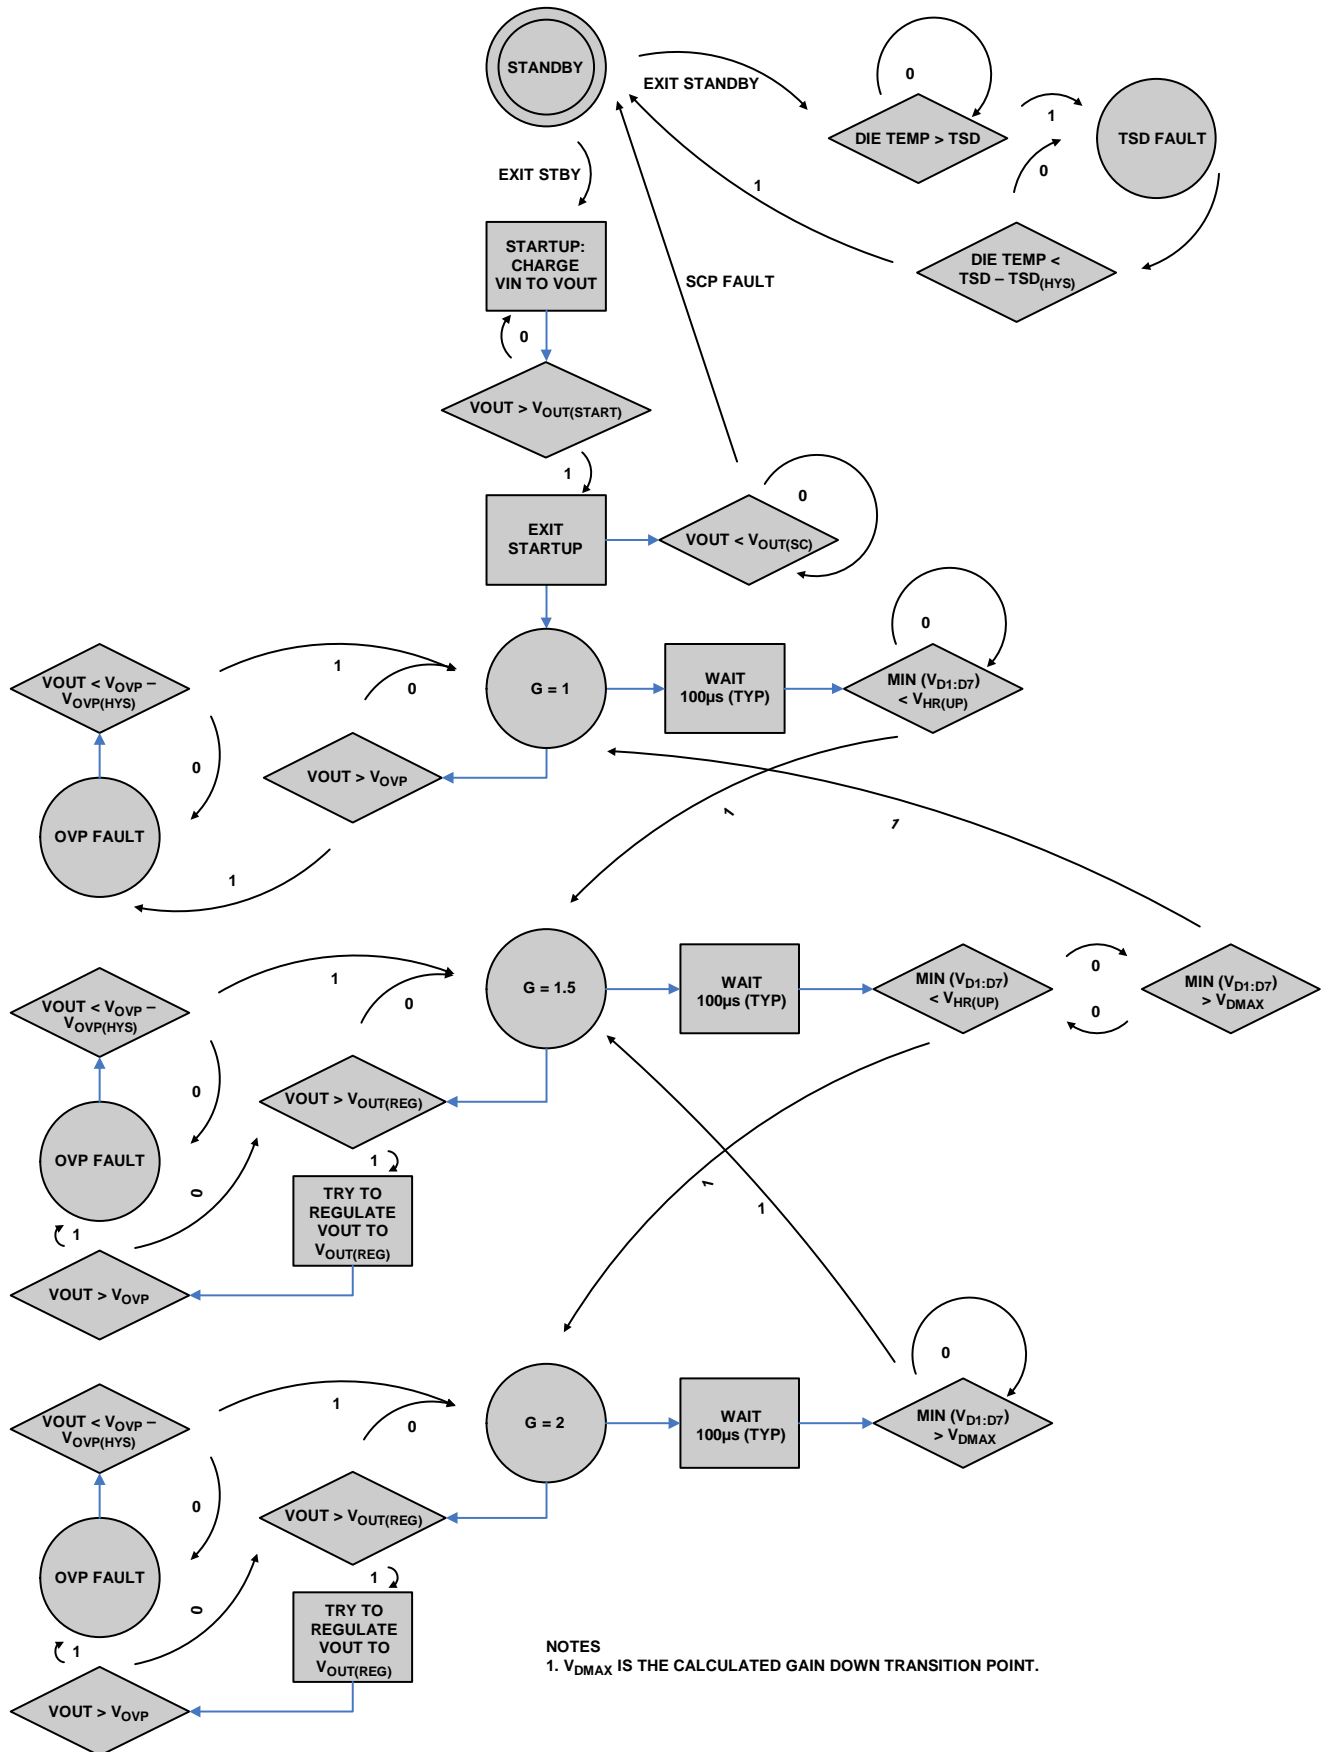 STANDBY
EXIT STANDBY
0
DIE TEMP > TSD
1
TSD FAULT
0
EXIT STBY
1
STARTUP:
CHARGE
VIN TO VOUT
DIE TEMP <
TSD – TSD(HYS)
SCP FAULT
0
VOUT > VOUT(START)
1
0
EXIT
STARTUP
VOUT < VOUT(SC)
0
VOUT < VOVP –
VOVP(HYS)
1
0
G = 1
WAIT
100µs (TYP)
MIN (VD1:D7)
< VHR(UP)
0
VOUT > VOVP
OVP FAULT
1
1
1
VOUT < VOVP –
VOVP(HYS)
1
0
G = 1.5
WAIT
100µs (TYP)
MIN (VD1:D7)
< VHR(UP)
0
0
MIN (VD1:D7)
> VDMAX
0
VOUT > VOUT(REG)
OVP FAULT
1
0
TRY TO
REGULATE
VOUT TO
VOUT(REG)
1
1
1
VOUT > VOVP
0
VOUT < VOVP –
VOVP(HYS)
1
0
G = 2
WAIT
100µs (TYP)
MIN (VD1:D7)
> VDMAX
0
VOUT > VOUT(REG)
OVP FAULT
1
0
TRY TO
REGULATE
VOUT TO
VOUT(REG)
1
VOUT > VOVP
NOTES
1. VDMAX IS THE CALCULATED GAIN DOWN TRANSITION POINT.